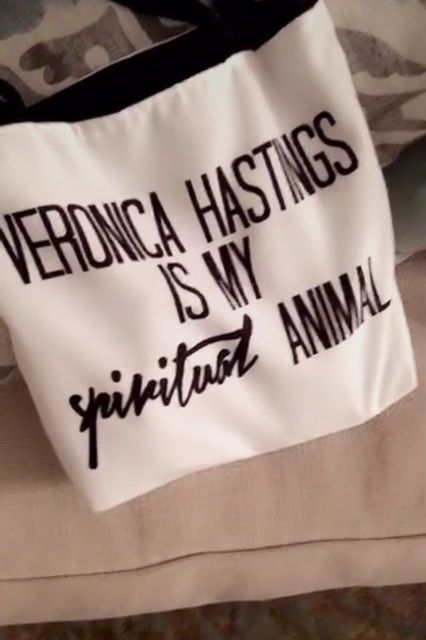 VERONICA HASTINGS
IS MY
spiritual ANIMAL